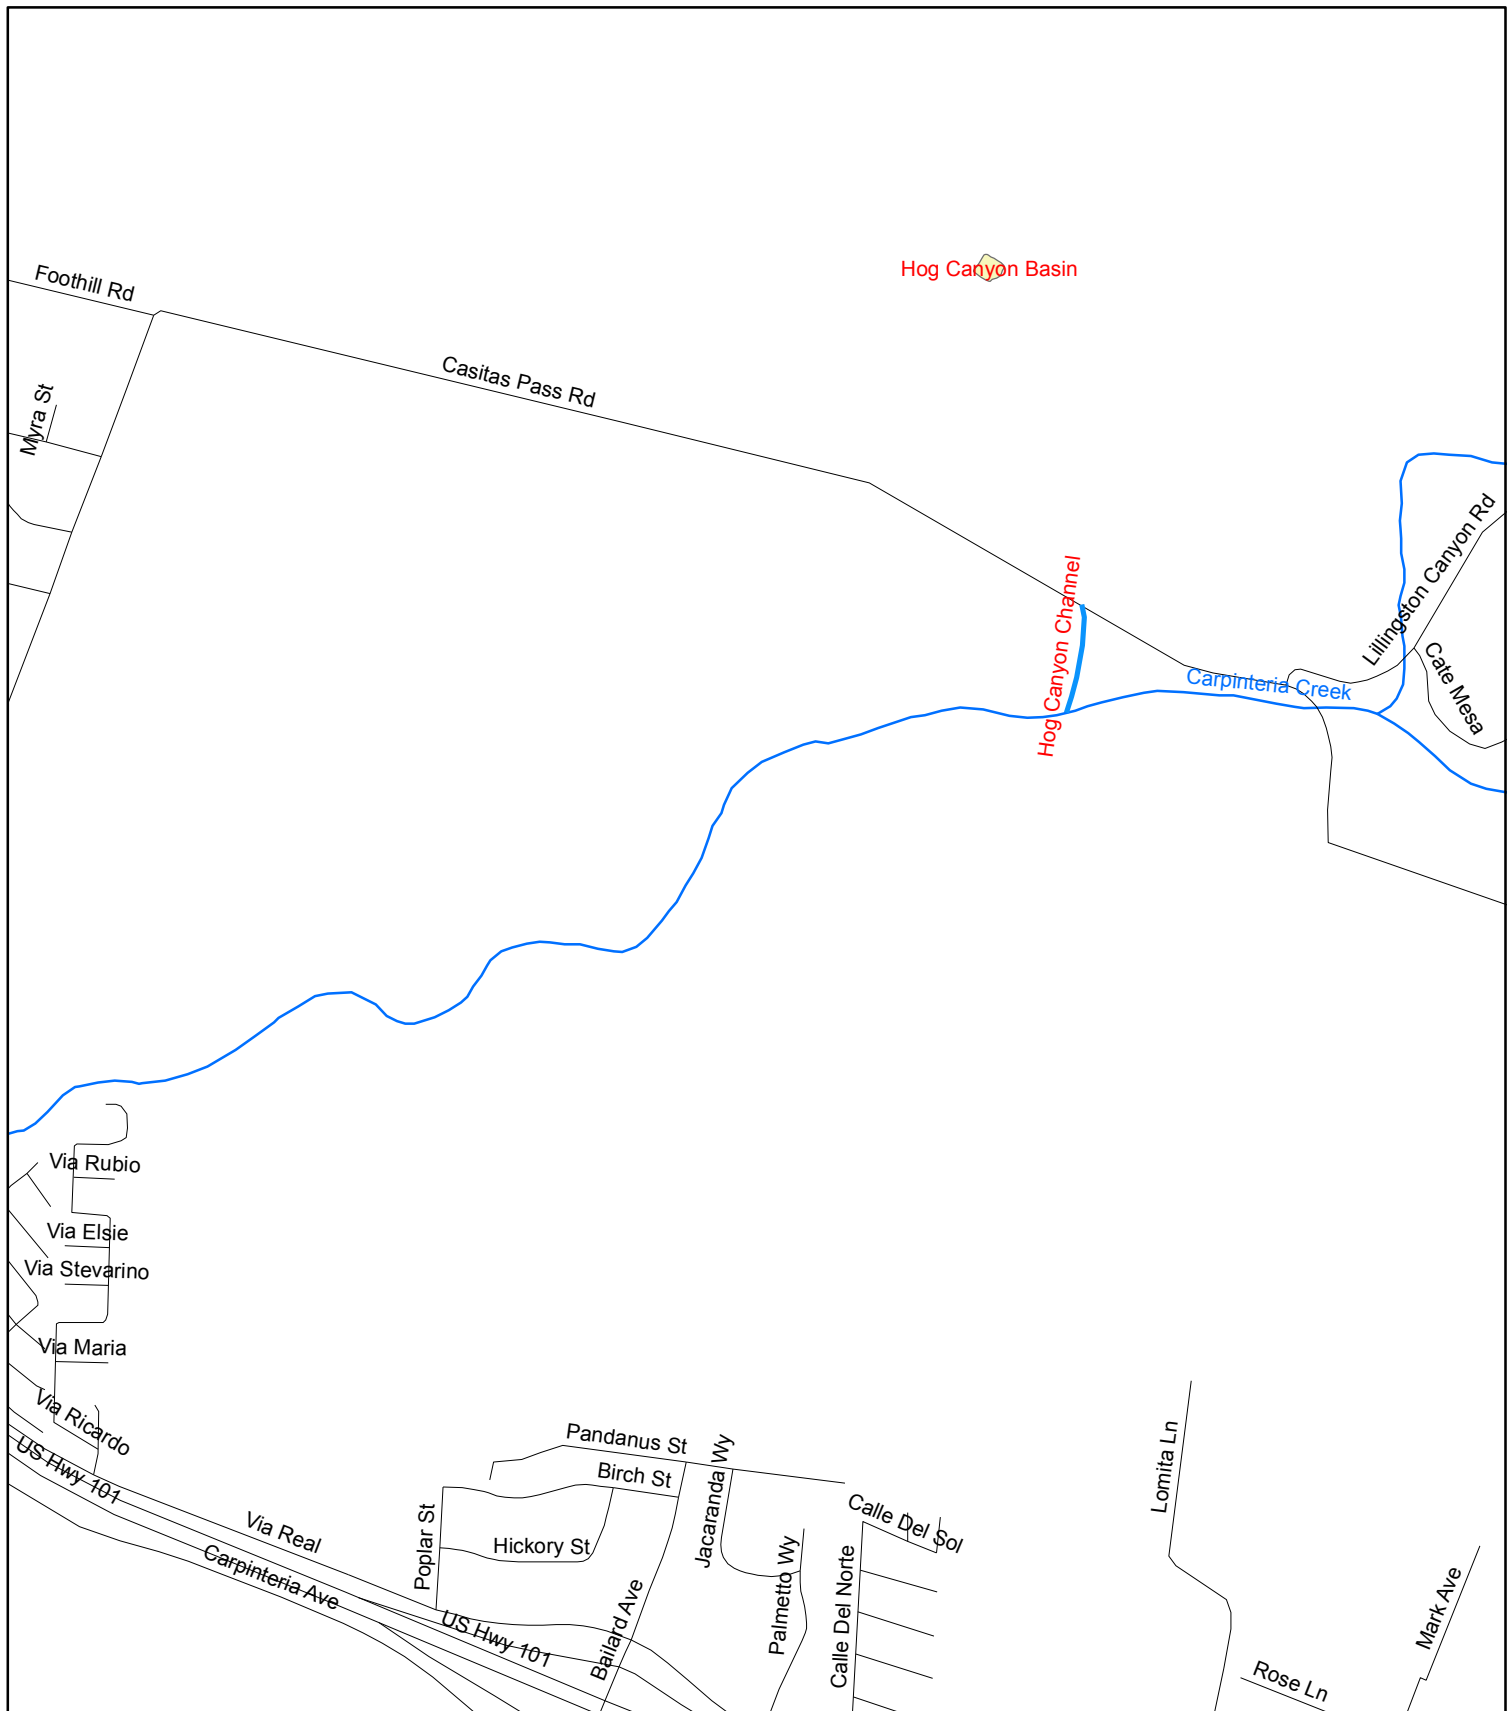 Hog Canyon Basin
Foothill Rd
Casitas Pass Rd
Myra St
Lillingston Canyon Rd
Hog Canyon Channel
Cate Mesa
Carpinteria Creek
Via Rubio
Via Elsie
Via Stevarino
Via Maria
Via Ricardo
US Hwy 101
Via Real
Carpinteria Ave
Pandanus St
Birch St
Hickory St
Poplar St
US Hwy 101
Bailard Ave
Jacaranda Wy
Palmetto Wy
Calle Del Sol
Calle Del Norte
Lomita Ln
Rose Ln
Mark Ave